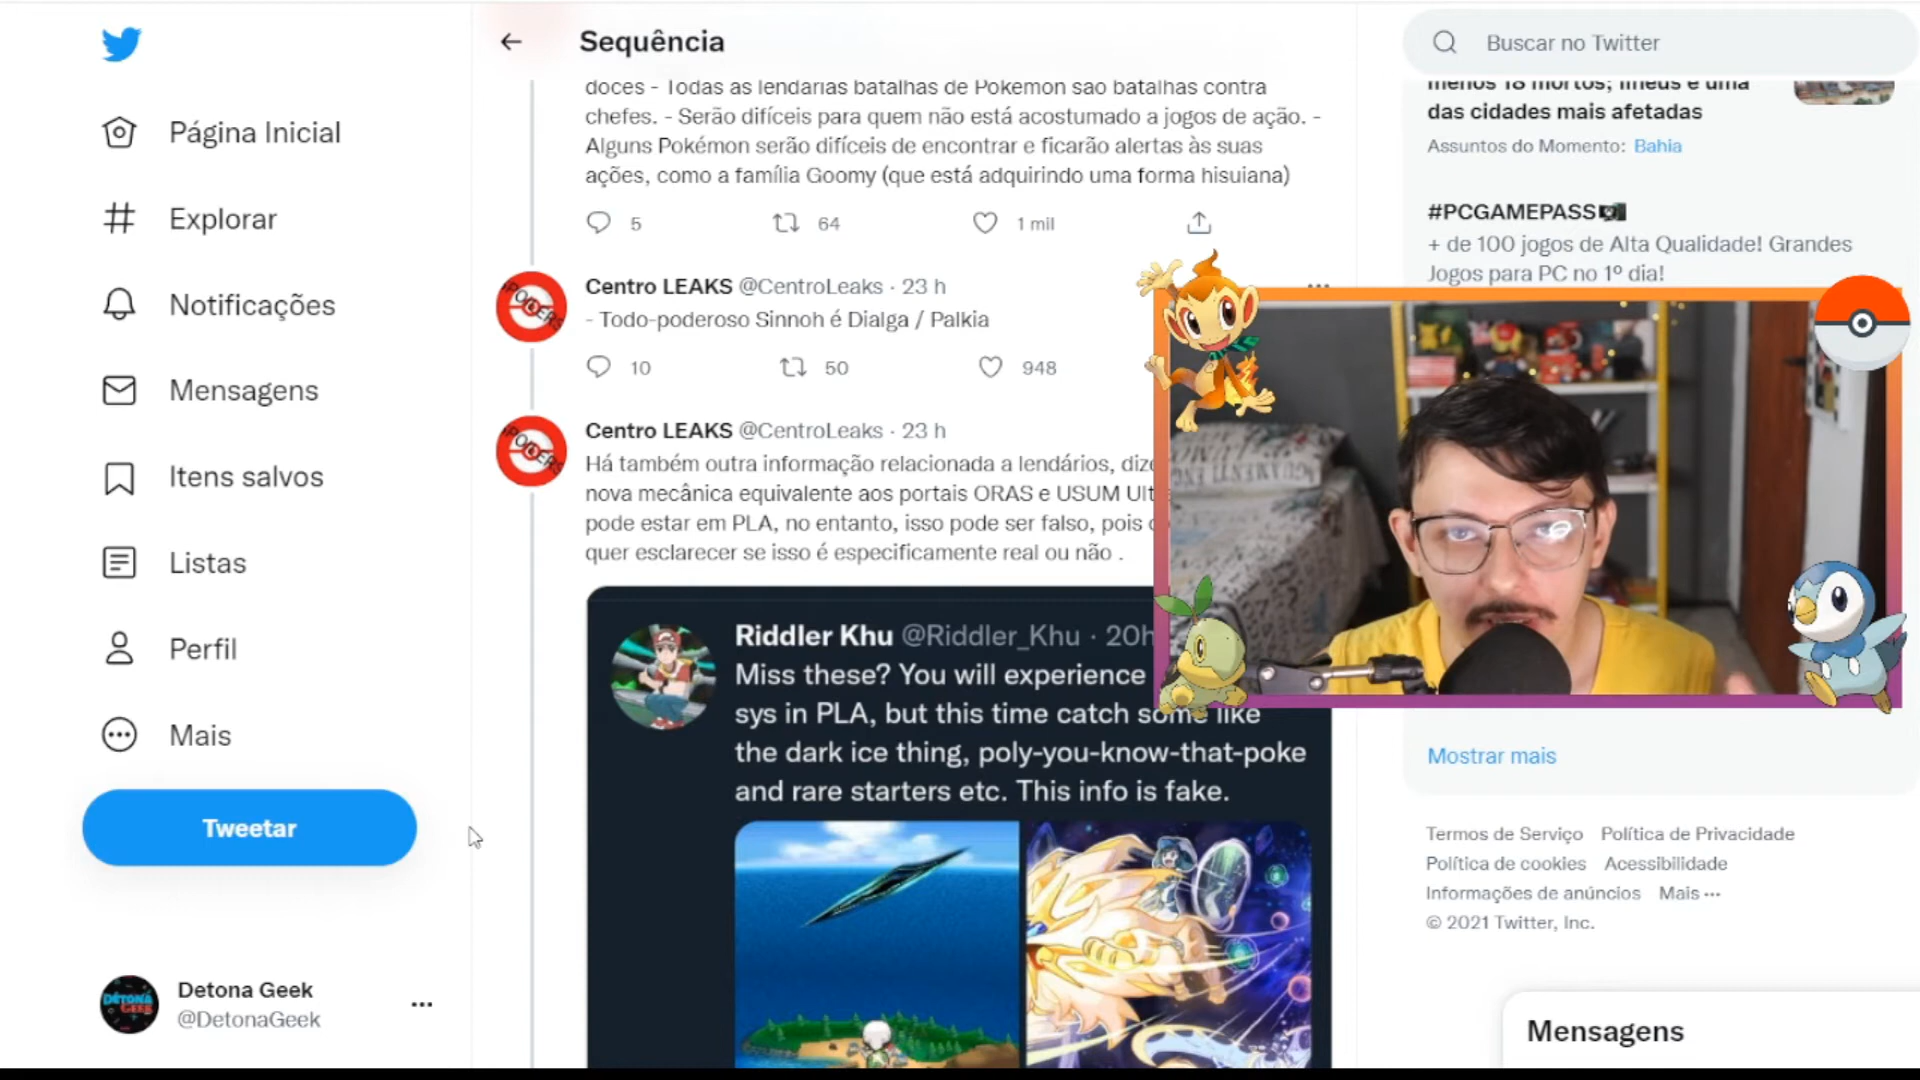 Sequência
Buscar no Twitter
Página Inicial
Explorar
Notificações
Mensagens
Itens salvos
Listas
Perfil
Mais
Tweetar
Detona Geek
@DetonaGeek
doces - Todas as lendárias batalhas de Pokemon são batalhas contra
chefes. - Serão difíceis para quem não está acostumado a jogos de ação. -
Alguns Pokémon serão difíceis de encontrar e ficarão alertas às suas
ações, como a família Goomy (que está adquirindo uma forma hisuiana)
5 64 1 mil
Centro LEAKS @CentroLeaks · 23 h
- Todo-poderoso Sinnoh é Dialga / Palkia
10 50 948
Centro LEAKS @CentroLeaks · 23 h
Há também outra informação relacionada a lendários,
nova mecânica equivalente aos portais ORAS e USUM
pode estar em PLA, no entanto, isso pode ser falso, pois
quer esclarecer se isso é especificamente real ou não .
Riddler Khu @Riddler_Khu · 20h
Miss these? You will experience
sys in PLA, but this time catch some like
the dark ice thing, poly-you-know-that-poke
and rare starters etc. This info is fake.
menos 18 mortos; Ilhéus é uma
das cidades mais afetadas
Assuntos do Momento: Bahia
#PCGAMEPASS
+ de 100 jogos de Alta Qualidade! Grandes
Jogos para PC no 1º dia!
Mostrar mais
Termos de Serviço Política de Privacidade
Política de cookies Acessibilidade
Informações de anúncios Mais ···
© 2021 Twitter, Inc.
Mensagens